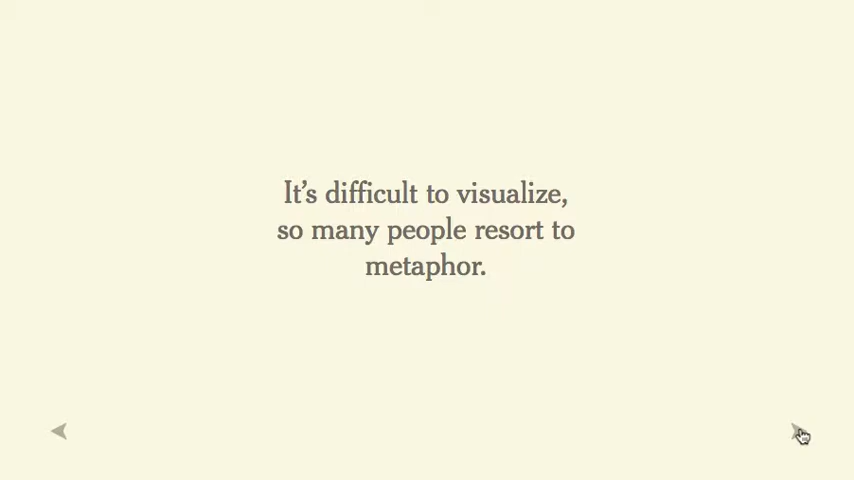 It’s difficult to visualize,
so many people resort to
metaphor.